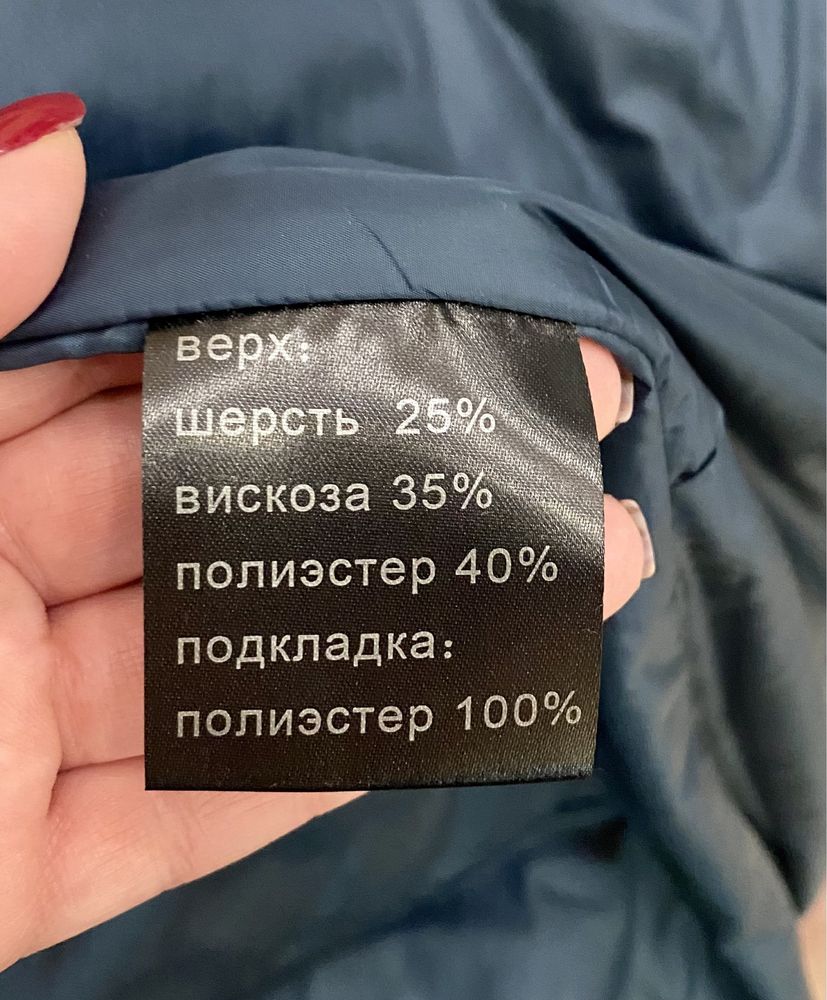 верх:
шерсть 25%
вискоза 35%
полиэстер 40%
подкладка:
полиэстер 100%